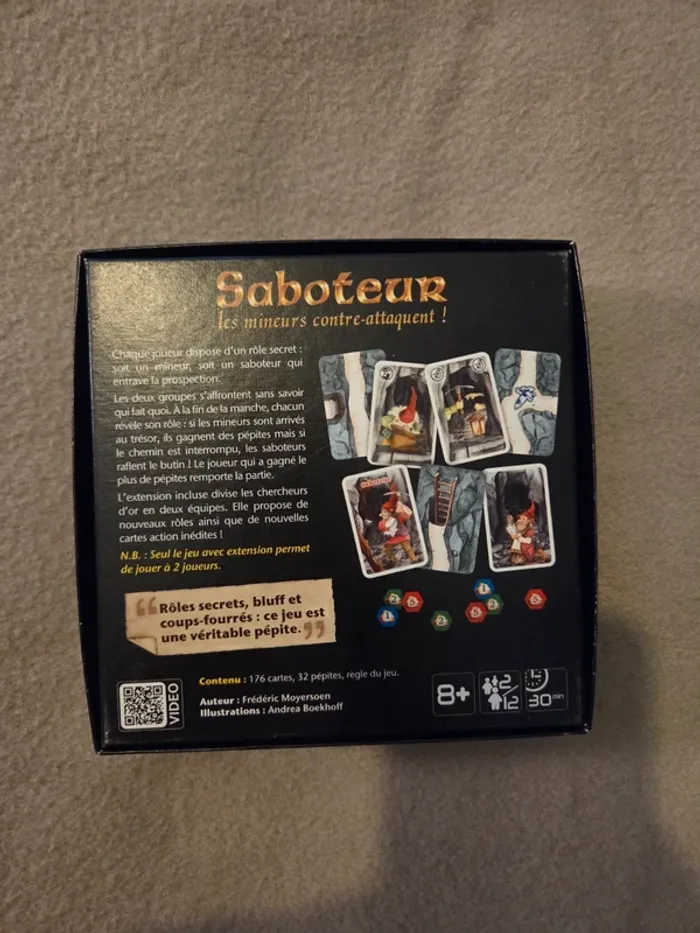 Saboteur
les mineurs contre-attaquent !
Chaque joueur dispose d'un rôle secret :
soit un mineur, soit un saboteur qui
entrave la prospection.
Les deux groupes s'affrontent sans savoir
qui fait quoi. À la fin de la manche, chacun
révèle son rôle : si les mineurs sont arrivés
au trésor, ils gagnent des pépites mais si
le chemin est interrompu, les saboteurs
raflent le butin ! Le joueur qui a gagné le
plus de pépites remporte la partie.
L'extension incluse divise les chercheurs
d'or en deux équipes. Elle propose de
nouveaux rôles ainsi que de nouvelles
cartes action inédites !
N.B. : Seul le jeu avec extension permet
de jouer à 2 joueurs.
“Rôles secrets, bluff et
coups-fourrés : ce jeu est
une véritable pépite.”
Contenu : 176 cartes, 32 pépites, règle du jeu.
Auteur : Frédéric Moyersoen
Illustrations : Andrea Boekhoff
VIDEO
8+
2/12
30 min